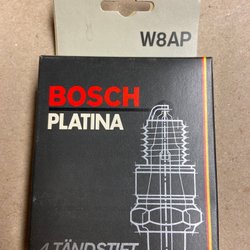 W8AP
BOSCH
PLATINA
4 TÄNDSTIFT